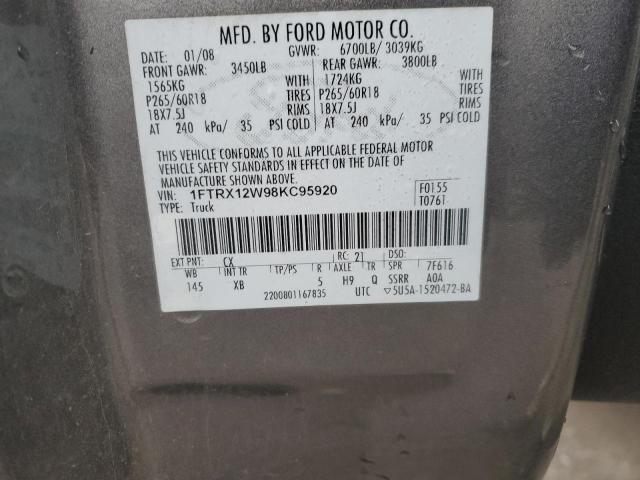 MFD. BY FORD MOTOR CO.
DATE: 01/08 GVWR: 6700LB/ 3039KG
FRONT GAWR: 3450LB REAR GAWR: 3800LB
1565KG WITH 1724KG WITH
P265/60R18 TIRES P265/60R18 TIRES
18X7.5J RIMS 18X7.5J RIMS
AT 240 kPa/ 35 PSI COLD AT 240 kPa/ 35 PSI COLD
THIS VEHICLE CONFORMS TO ALL APPLICABLE FEDERAL MOTOR
VEHICLE SAFETY STANDARDS IN EFFECT ON THE DATE OF
MANUFACTURE SHOWN ABOVE.
VIN: 1FTRX12W98KC95920 F0155
TYPE: Truck T0761
EXT PNT: CX RC: 21 DSO:
WB INT TR TP/PS R AXLE TR SPR 7F616
145 XB 5 H9 Q SSRR AOA
2200801167835 UTC ▽5U5A-1520472-BA